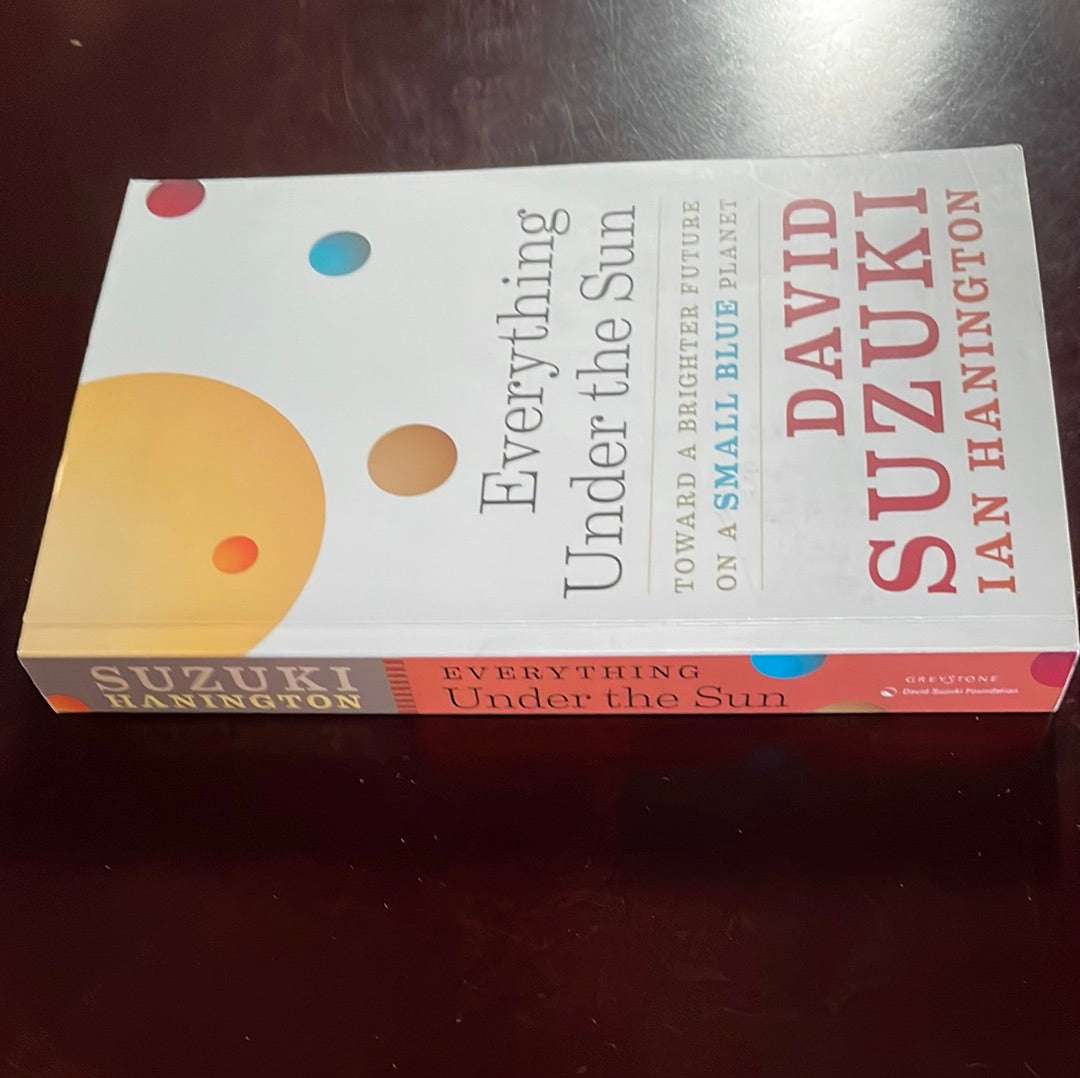 Everything
Under the Sun
TOWARD A BRIGHTER FUTURE
ON A SMALL BLUE PLANET
DAVID
SUZUKI
IAN HANINGTON
SUZUKI
HANINGTON
EVERYTHING
Under the Sun
GREYSTONE
David Suzuki Foundation